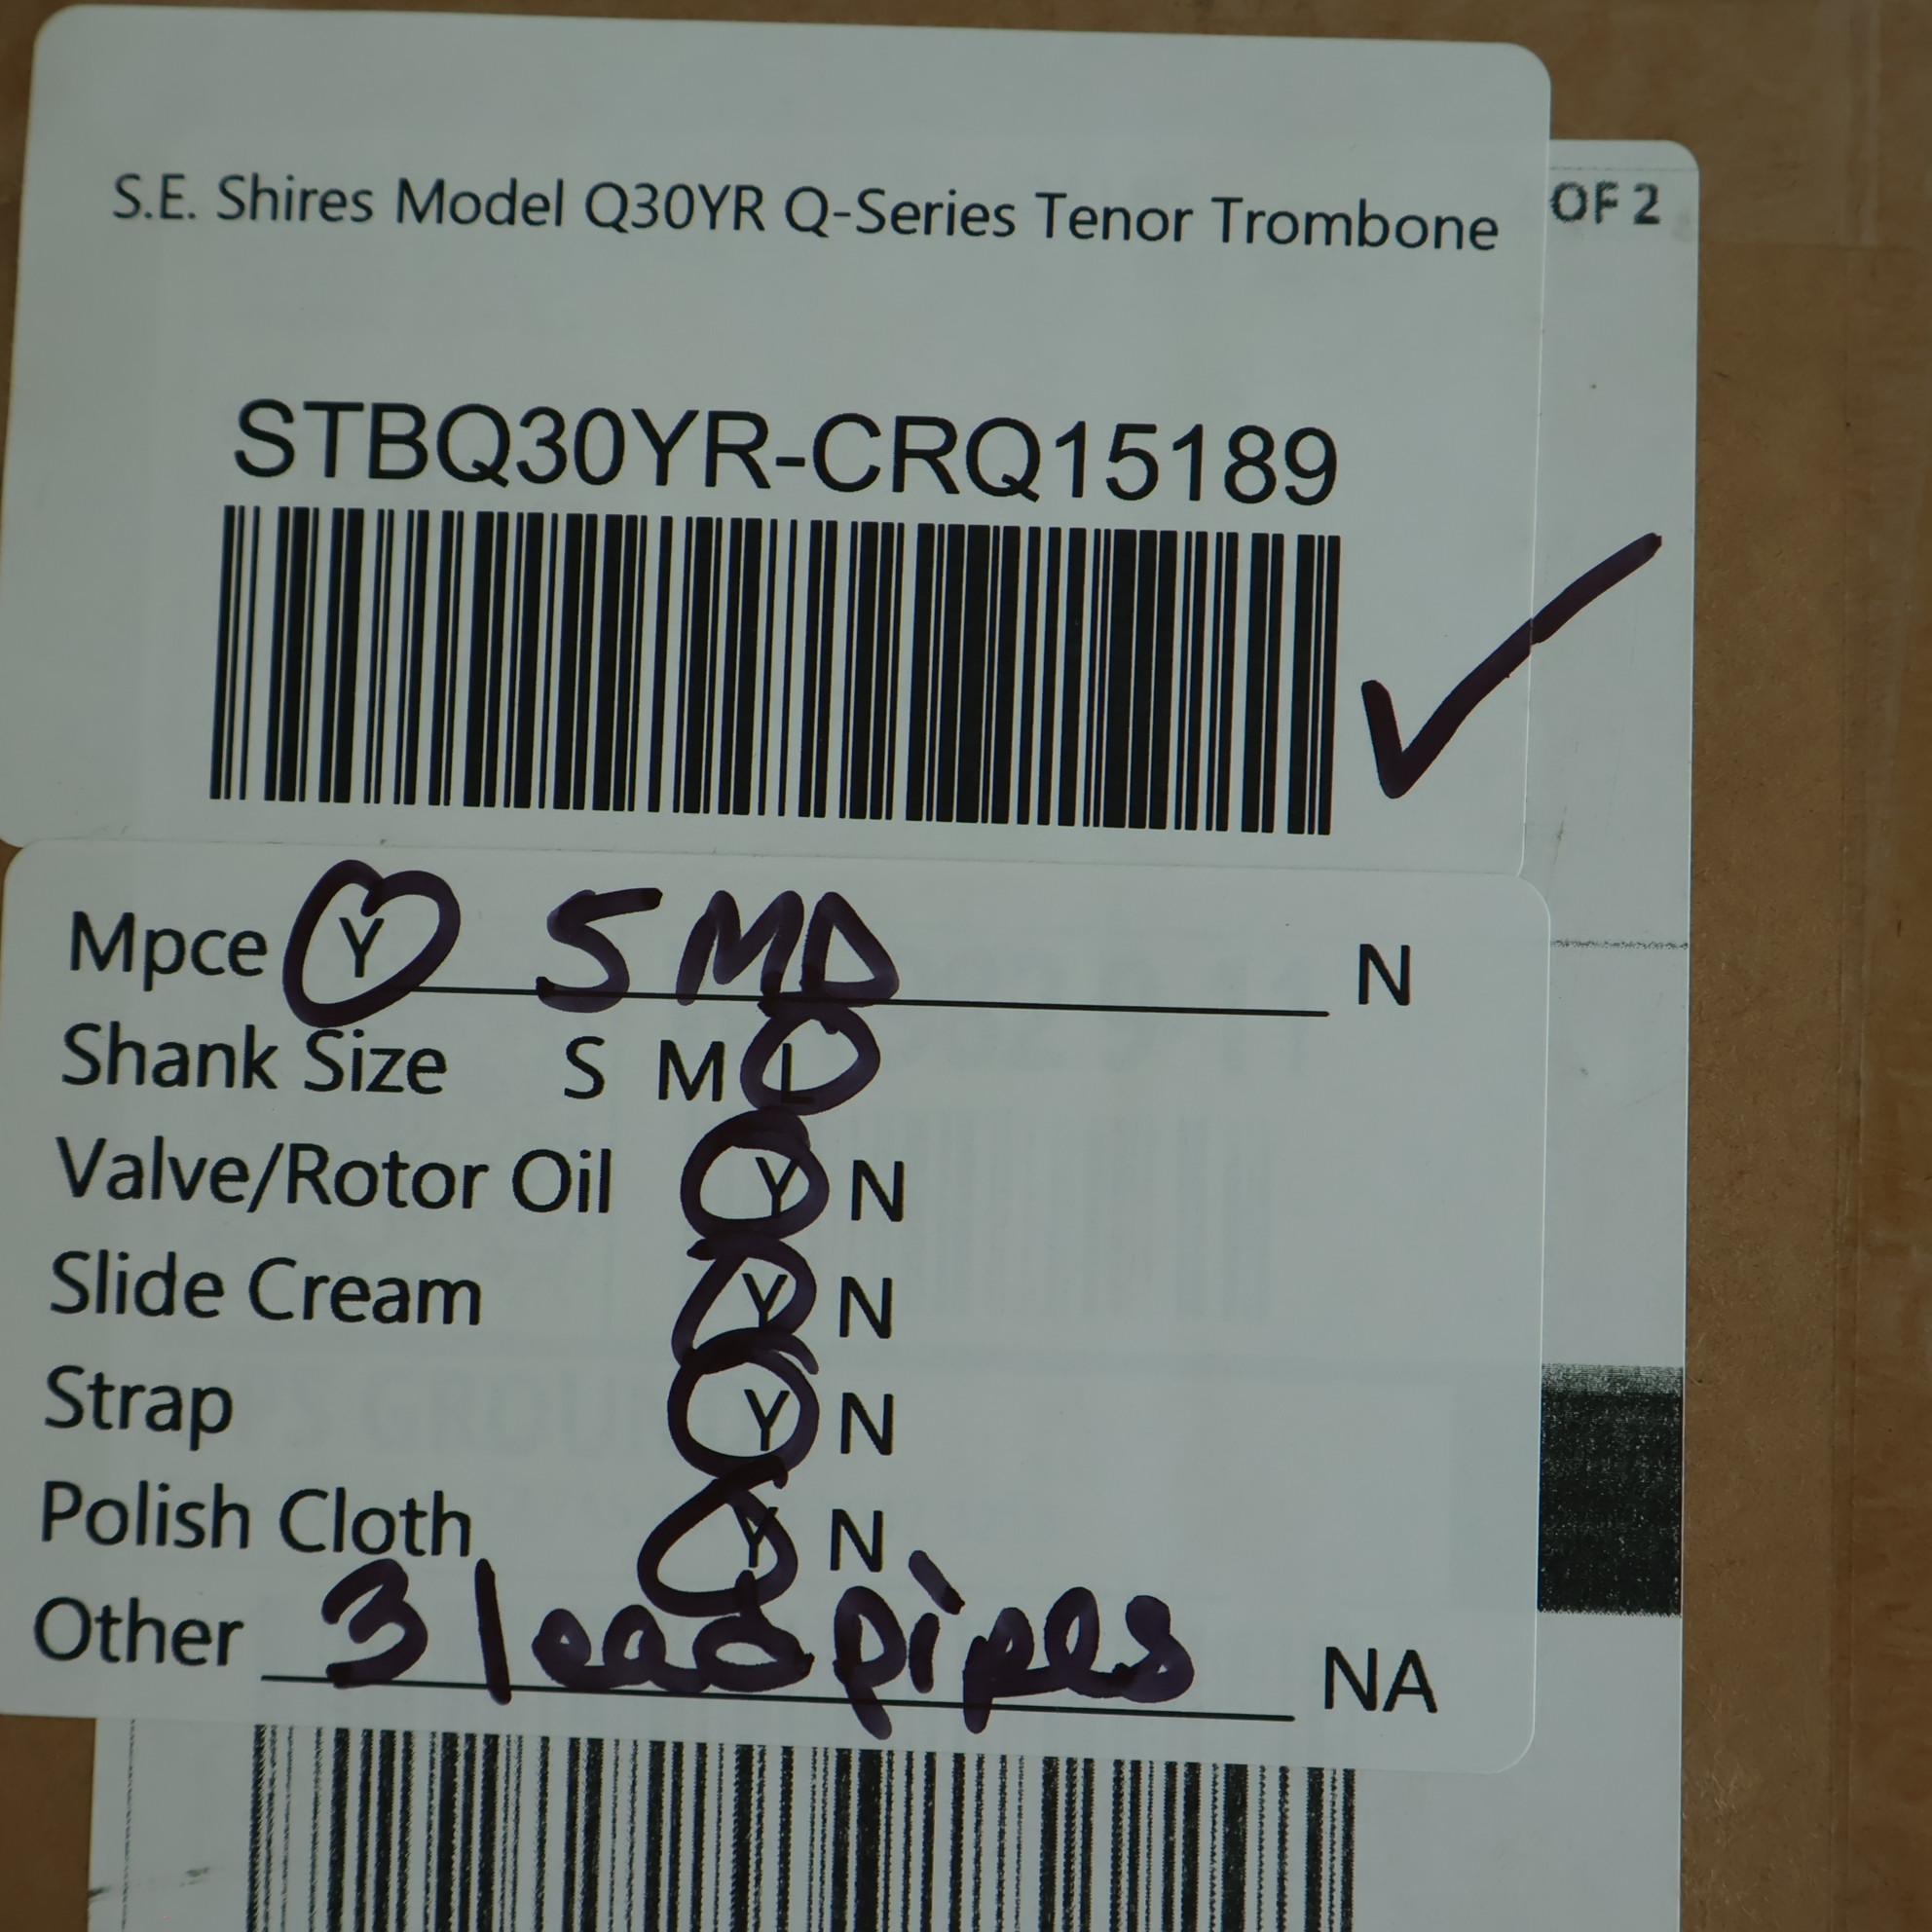 S.E. Shires Model Q30YR Q-Series Tenor Trombone
OF 2
STBQ30YR-CRQ15189
Mpce Y 5MD N
Shank Size S M L
Valve/Rotor Oil Y N
Slide Cream Y N
Strap Y N
Polish Cloth Y N
Other 3 leadpipes NA